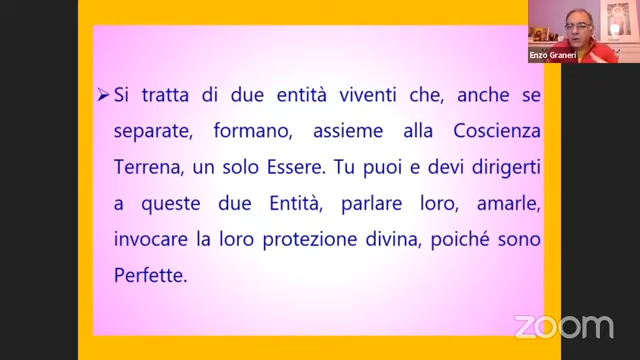 Enzo Graneri
➢ Si tratta di due entità viventi che, anche se
separate, formano, assieme alla Coscienza
Terrena, un solo Essere. Tu puoi e devi dirigerti
a queste due Entità, parlare loro, amarle,
invocare la loro protezione divina, poiché sono
Perfette.
zoom